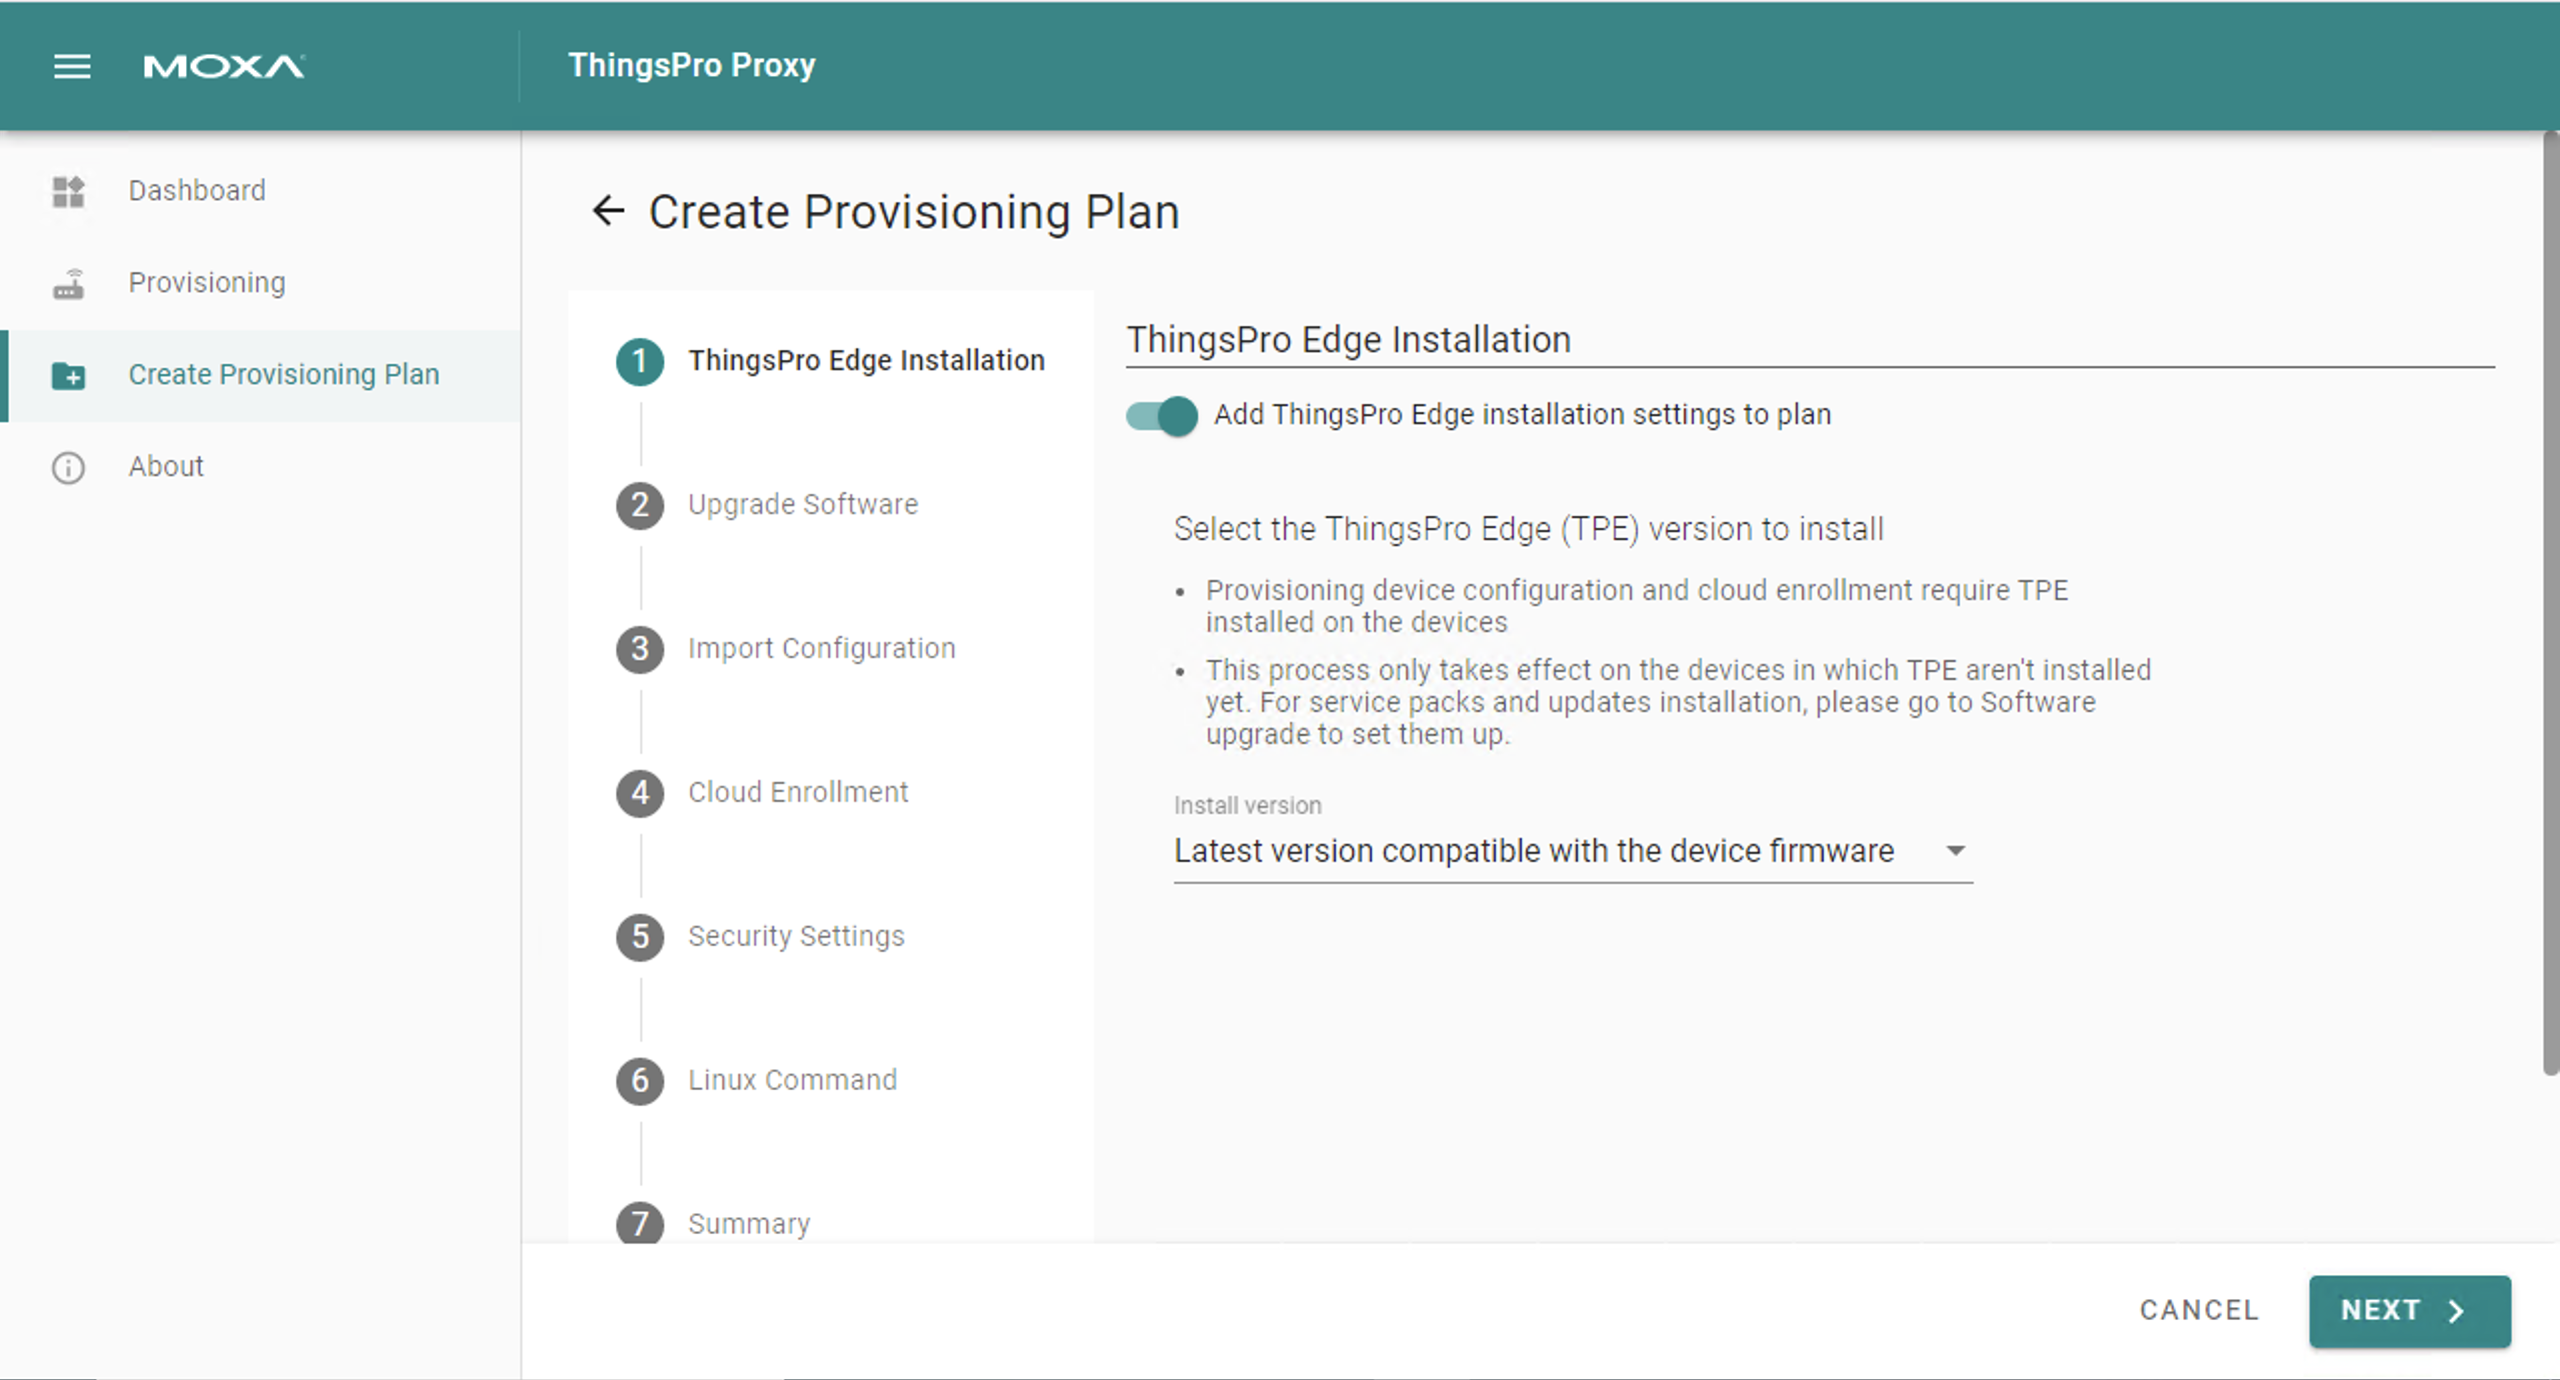 MOXA
ThingsPro Proxy
Dashboard
Provisioning
Create Provisioning Plan
About
Create Provisioning Plan
1 ThingsPro Edge Installation
2 Upgrade Software
3 Import Configuration
4 Cloud Enrollment
5 Security Settings
6 Linux Command
7 Summary
ThingsPro Edge Installation
Add ThingsPro Edge installation settings to plan
Select the ThingsPro Edge (TPE) version to install
• Provisioning device configuration and cloud enrollment require TPE
installed on the devices
• This process only takes effect on the devices in which TPE aren't installed
yet. For service packs and updates installation, please go to Software
upgrade to set them up.
Install version
Latest version compatible with the device firmware
CANCEL
NEXT